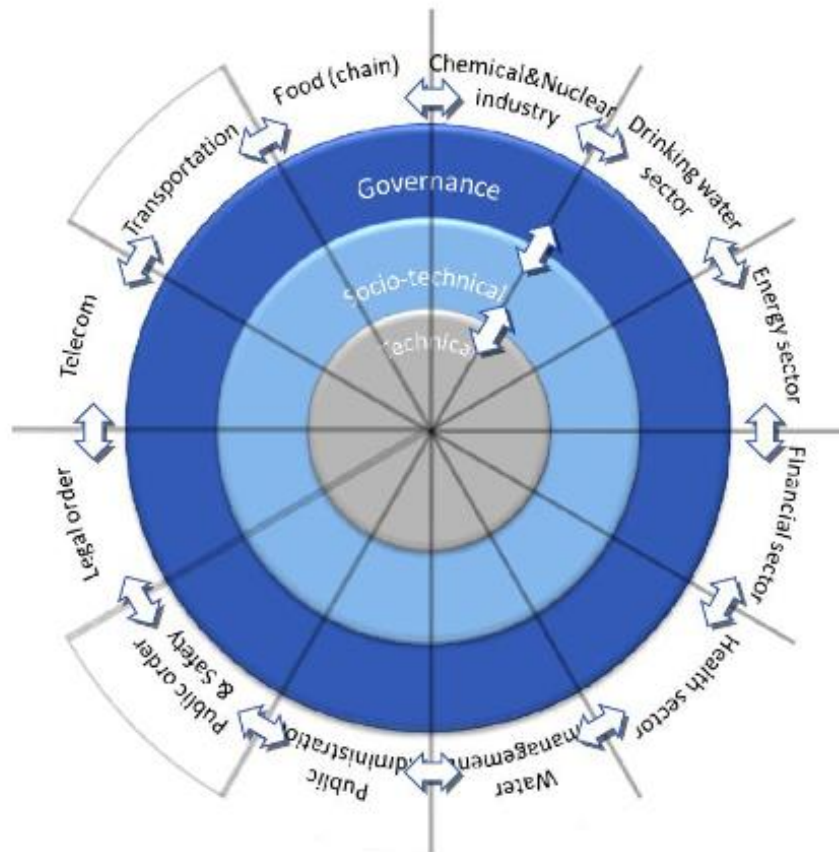 Food (chain)
Chemical&Nuclear
industry
Drinking water
sector
Energy sector
Financial sector
Health sector
Water
management
Public
administration
Public order
& Safety
Legal order
Telecom
Transportation
Governance
Socio-technical
Technical